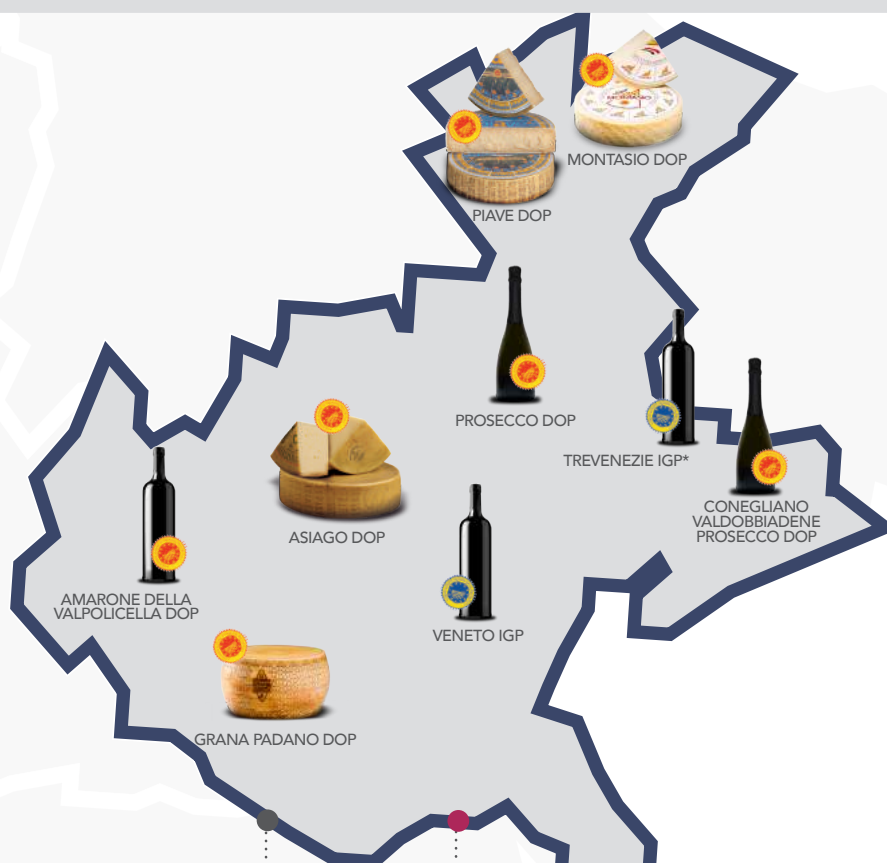 MONTASIO DOP
PIAVE DOP
PROSECCO DOP
TREVENEZIE IGP*
CONEGLIANO
VALDOBBIADENE
PROSECCO DOP
ASIAGO DOP
AMARONE DELLA
VALPOLICELLA DOP
VENETO IGP
GRANA PADANO DOP